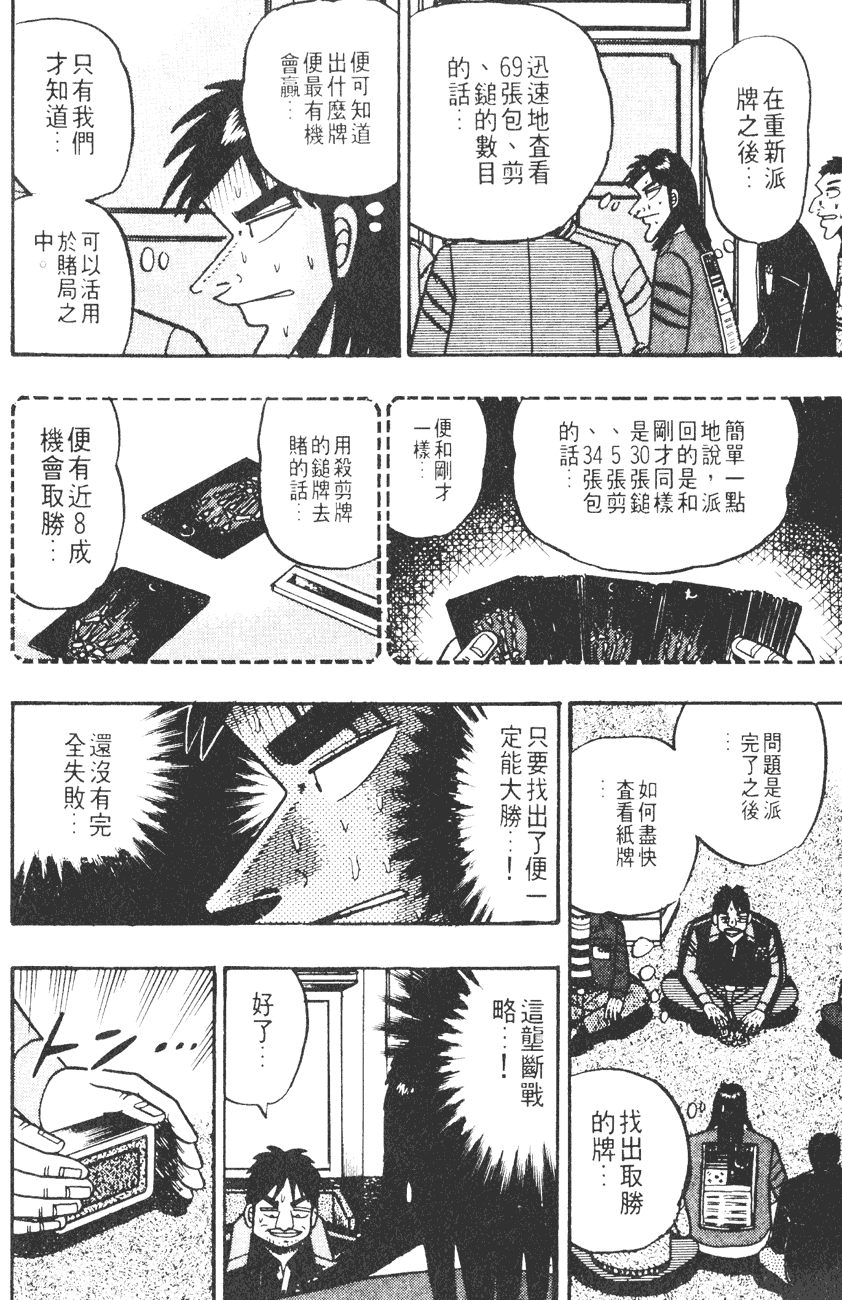 在重新派
牌之後…
迅速地查看
69張包、剪
、鎚的數目
的話…
便可知道
出什麼牌
便最有機
會贏…
只有我們
才知道…
可以活用
於賭局之
中。
簡單一點
地說，派
回的是和
剛才同樣
是30張鎚
、5張剪
、34張包
的話…
便和剛才
一樣…
用殺剪牌
的鎚牌去
賭的話…
便有近8成
機會取勝…
問題是派
完了之後
…
如何盡快
查看紙牌
…
找出取勝
的牌…
只要找出了便一
定能大勝…！
還沒有完
全失敗…
這壟斷戰
略…！
好了…
トン…